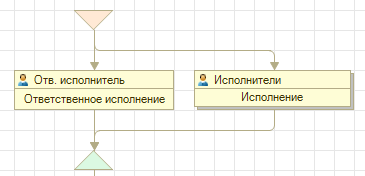 Отв. исполнитель
Ответственное исполнение
Исполнители
Исполнение